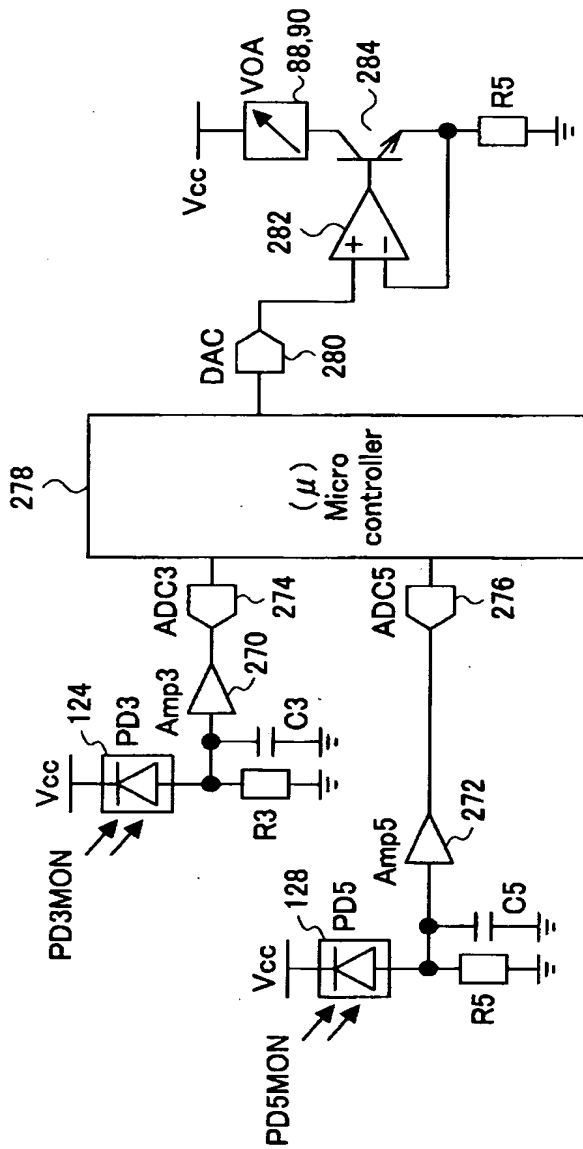 PD3MON
Vcc
124
PD3
R3
C3
Amp3
270
ADC3
274
PD5MON
Vcc
128
PD5
R5
C5
Amp5
272
ADC5
276
278
(μ)
Micro
controller
DAC
280
282
+
−
Vcc
VOA
88,90
284
R5